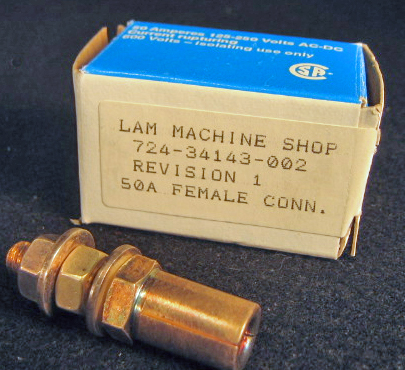 50 Amperes 125-250 Volts AC-DC
Current rupturing
600 Volts - isolating use only
LAM MACHINE SHOP
724-34143-002
REVISION 1
50A FEMALE CONN.